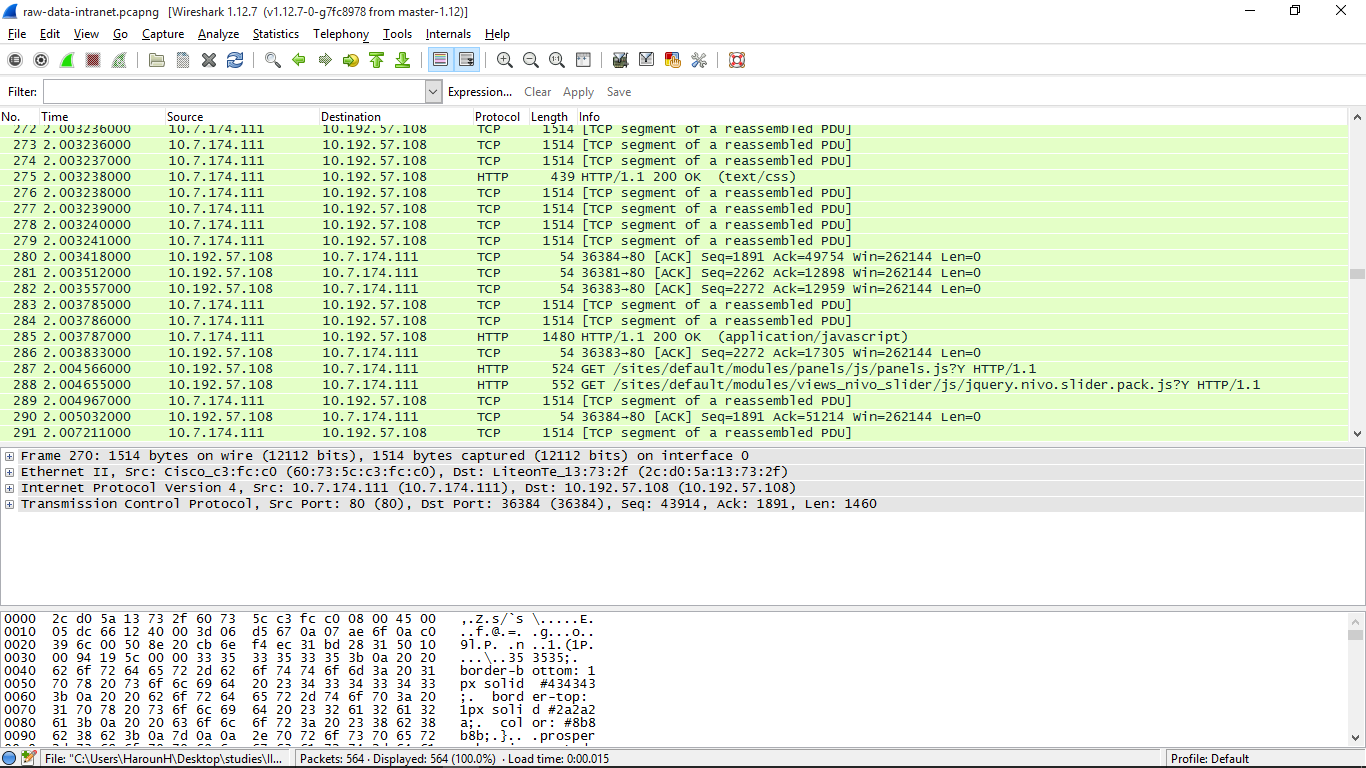 raw-data-intranet.pcapng [Wireshark 1.12.7 (v1.12.7-0-g7fc8978 from master-1.12)]
File Edit View Go Capture Analyze Statistics Telephony Tools Internals Help
Filter: Expression... Clear Apply Save
No. Time Source Destination Protocol Length Info
272 2.003236000 10.7.174.111 10.192.57.108 TCP 1514 [TCP segment of a reassembled PDU]
273 2.003236000 10.7.174.111 10.192.57.108 TCP 1514 [TCP segment of a reassembled PDU]
274 2.003237000 10.7.174.111 10.192.57.108 TCP 1514 [TCP segment of a reassembled PDU]
275 2.003238000 10.7.174.111 10.192.57.108 HTTP 439 HTTP/1.1 200 OK (text/css)
276 2.003238000 10.7.174.111 10.192.57.108 TCP 1514 [TCP segment of a reassembled PDU]
277 2.003239000 10.7.174.111 10.192.57.108 TCP 1514 [TCP segment of a reassembled PDU]
278 2.003240000 10.7.174.111 10.192.57.108 TCP 1514 [TCP segment of a reassembled PDU]
279 2.003241000 10.7.174.111 10.192.57.108 TCP 1514 [TCP segment of a reassembled PDU]
280 2.003418000 10.192.57.108 10.7.174.111 TCP 54 36384→80 [ACK] Seq=1891 Ack=49754 Win=262144 Len=0
281 2.003512000 10.192.57.108 10.7.174.111 TCP 54 36381→80 [ACK] Seq=2262 Ack=12898 Win=262144 Len=0
282 2.003557000 10.192.57.108 10.7.174.111 TCP 54 36383→80 [ACK] Seq=2272 Ack=12959 Win=262144 Len=0
283 2.003785000 10.7.174.111 10.192.57.108 TCP 1514 [TCP segment of a reassembled PDU]
284 2.003786000 10.7.174.111 10.192.57.108 TCP 1514 [TCP segment of a reassembled PDU]
285 2.003787000 10.7.174.111 10.192.57.108 HTTP 1480 HTTP/1.1 200 OK (application/javascript)
286 2.003833000 10.192.57.108 10.7.174.111 TCP 54 36383→80 [ACK] Seq=2272 Ack=17305 Win=262144 Len=0
287 2.004566000 10.192.57.108 10.7.174.111 HTTP 524 GET /sites/default/modules/panels/js/panels.js?Y HTTP/1.1
288 2.004655000 10.192.57.108 10.7.174.111 HTTP 552 GET /sites/default/modules/views_nivo_slider/js/jquery.nivo.slider.pack.js?Y HTTP/1.1
289 2.004967000 10.7.174.111 10.192.57.108 TCP 1514 [TCP segment of a reassembled PDU]
290 2.005032000 10.192.57.108 10.7.174.111 TCP 54 36384→80 [ACK] Seq=1891 Ack=51214 Win=262144 Len=0
291 2.007211000 10.7.174.111 10.192.57.108 TCP 1514 [TCP segment of a reassembled PDU]
Frame 270: 1514 bytes on wire (12112 bits), 1514 bytes captured (12112 bits) on interface 0
Ethernet II, Src: Cisco_c3:fc:c0 (60:73:5c:c3:fc:c0), Dst: LiteonTe_13:73:2f (2c:d0:5a:13:73:2f)
Internet Protocol Version 4, Src: 10.7.174.111 (10.7.174.111), Dst: 10.192.57.108 (10.192.57.108)
Transmission Control Protocol, Src Port: 80 (80), Dst Port: 36384 (36384), Seq: 43914, Ack: 1891, Len: 1460
0000 2c d0 5a 13 73 2f 60 73 5c c3 fc c0 08 00 45 00 ,.Z.s/`s \.....E.
0010 05 dc 66 12 40 00 3d 06 d5 67 0a 07 ae 6f 0a c0 ..f.@.=. .g...o..
0020 39 6c 00 50 8e 20 cb 6e f4 ec 31 bd 28 31 50 10 9l.P. .n ..1.(1P.
0030 00 94 19 5c 00 00 33 35 33 35 33 35 3b 0a 20 20 ...\..35 3535;.
0040 62 6f 72 64 65 72 2d 62 6f 74 74 6f 6d 3a 20 31 border-b ottom: 1
0050 70 78 20 73 6f 6c 69 64 20 23 34 33 34 33 34 33 px solid #434343
0060 3b 0a 20 20 62 6f 72 64 65 72 2d 74 6f 70 3a 20 ;. bord er-top:
0070 31 70 78 20 73 6f 6c 69 64 20 23 32 61 32 61 32 1px soli d #2a2a2
0080 61 3b 0a 20 20 63 6f 6c 6f 72 3a 20 23 38 62 38 a;. col or: #8b8
0090 62 38 62 3b 0a 7d 0a 0a 2e 70 72 6f 73 70 65 72 b8b;.}.. .prosper
File: "C:\Users\HarounH\Desktop\studies\II... Packets: 564 · Displayed: 564 (100.0%) · Load time: 0:00.015 Profile: Default